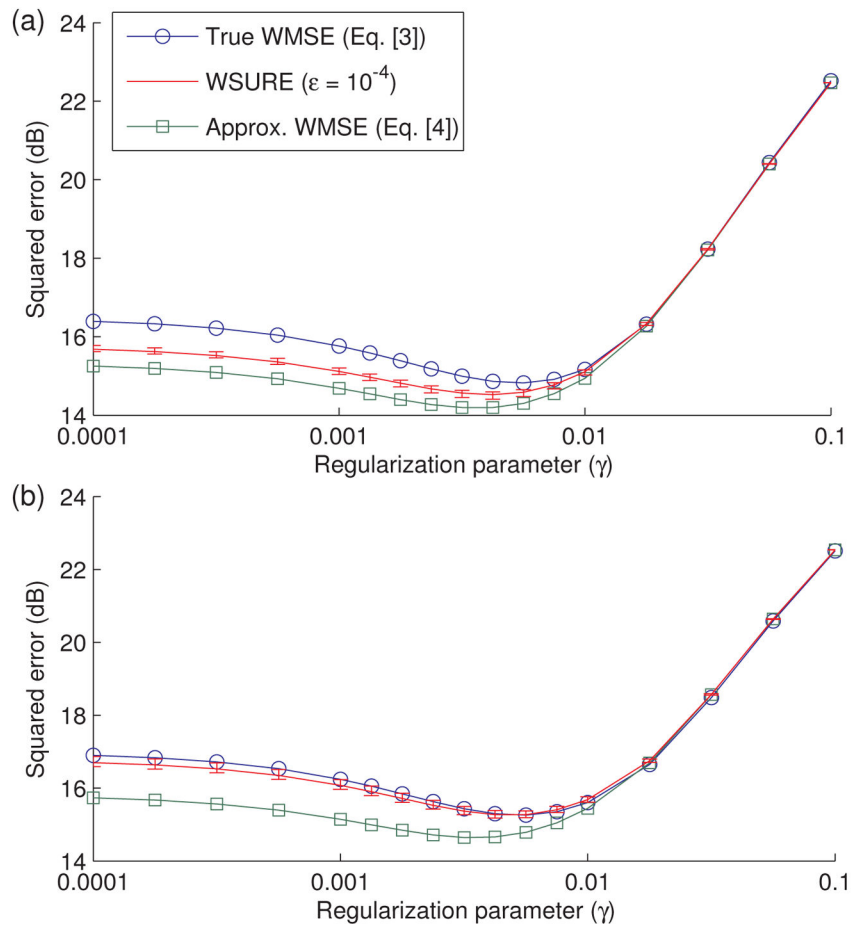 (a)
24
22
20
18
16
14
Squared error (dB)
True WMSE (Eq. [3])
WSURE (ε = 10⁻⁴)
Approx. WMSE (Eq. [4])
0.0001
0.001
0.01
0.1
Regularization parameter (γ)
(b)
24
22
20
18
16
14
Squared error (dB)
0.0001
0.001
0.01
0.1
Regularization parameter (γ)